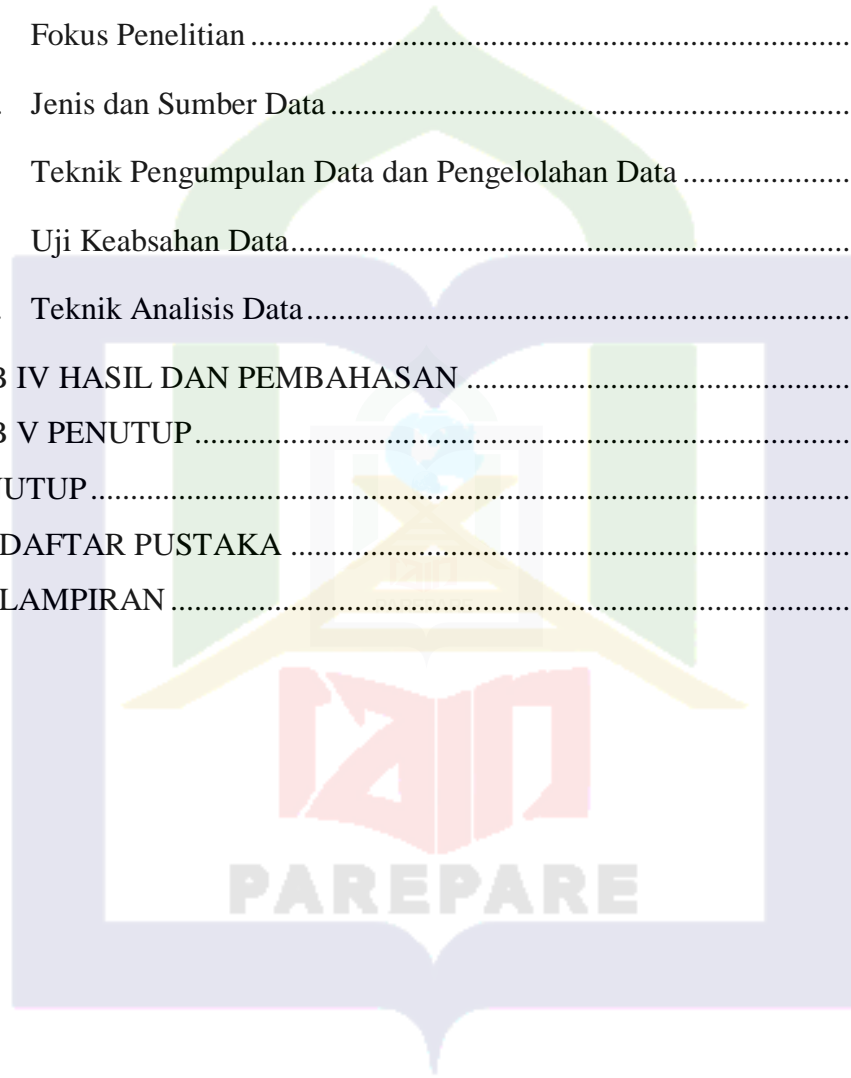 Fokus Penelitian ...........................................................................
. Jenis dan Sumber Data .................................................................
Teknik Pengumpulan Data dan Pengelolahan Data .....................
Uji Keabsahan Data......................................................................
. Teknik Analisis Data....................................................................
IV HASIL DAN PEMBAHASAN ................................................
V PENUTUP..................................................................................
UTUP...............................................................................................
DAFTAR PUSTAKA ......................................................................
LAMPIRAN .....................................................................................
iain
PAREPARE